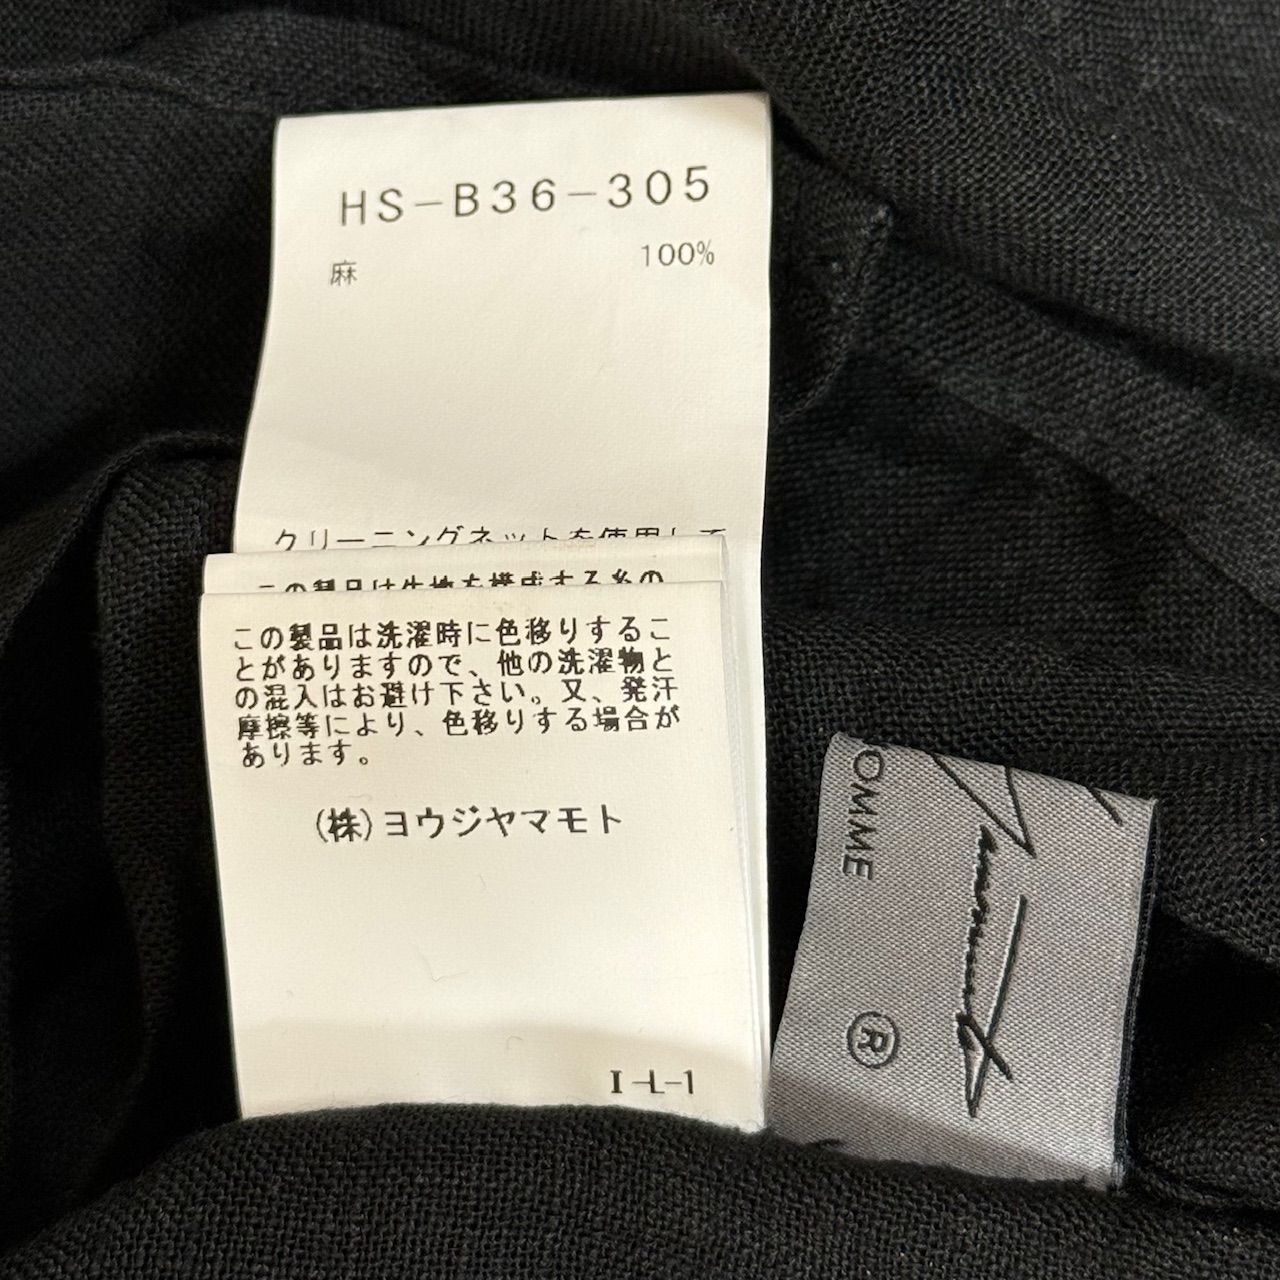 HS-B36-305
麻 100%
クリーニングネットを使用して
この製品は生地を構成する糸の
この製品は洗濯時に色移りするこ
とがありますので、他の洗濯物と
の混入はお避け下さい。又、発汗
摩擦等により、色移りする場合が
あります。
(株)ヨウジヤマモト
I-L-1
OMME
Yamamoto
®